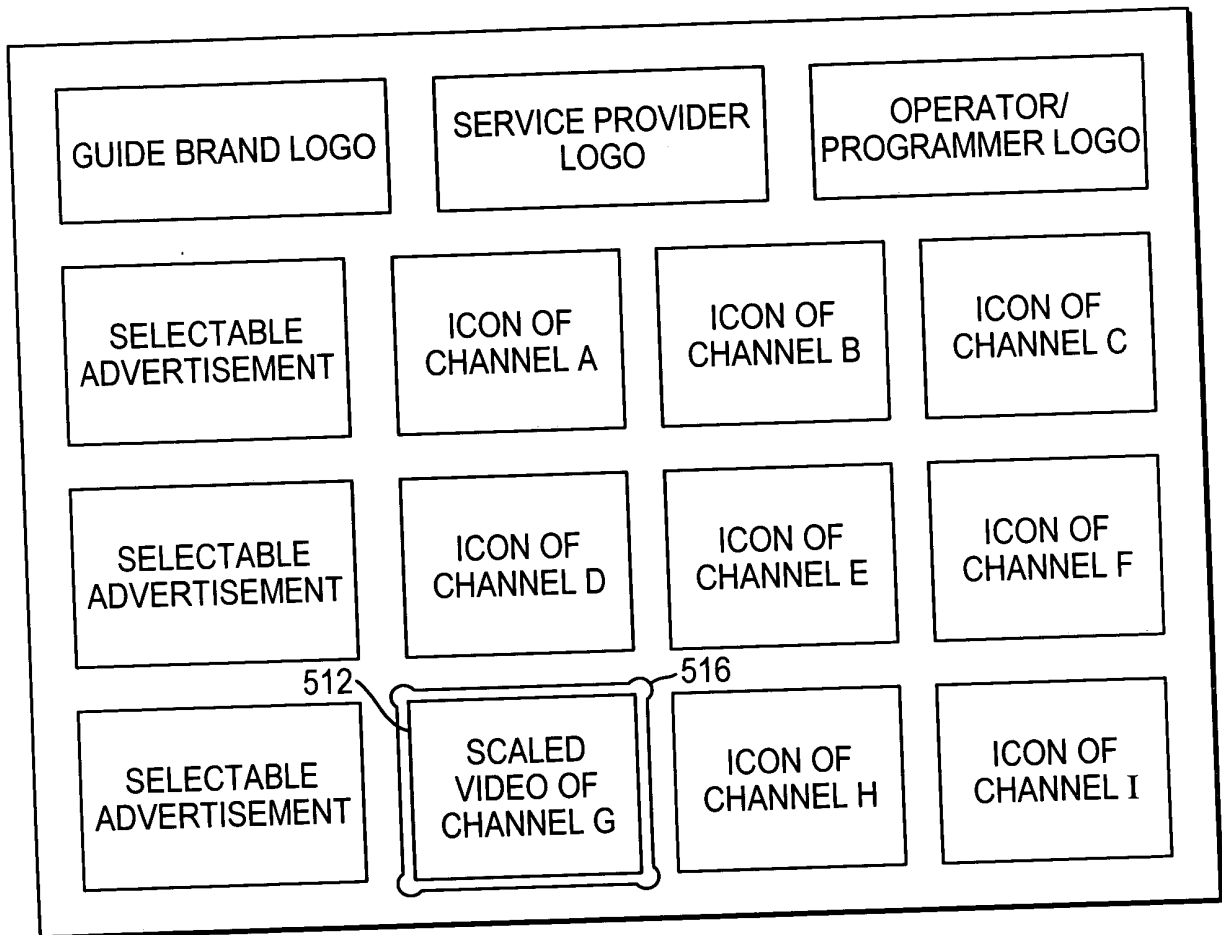 GUIDE BRAND LOGO
SERVICE PROVIDER
LOGO
OPERATOR/
PROGRAMMER LOGO
SELECTABLE
ADVERTISEMENT
ICON OF
CHANNEL A
ICON OF
CHANNEL B
ICON OF
CHANNEL C
SELECTABLE
ADVERTISEMENT
ICON OF
CHANNEL D
ICON OF
CHANNEL E
ICON OF
CHANNEL F
512
516
SELECTABLE
ADVERTISEMENT
SCALED
VIDEO OF
CHANNEL G
ICON OF
CHANNEL H
ICON OF
CHANNEL I